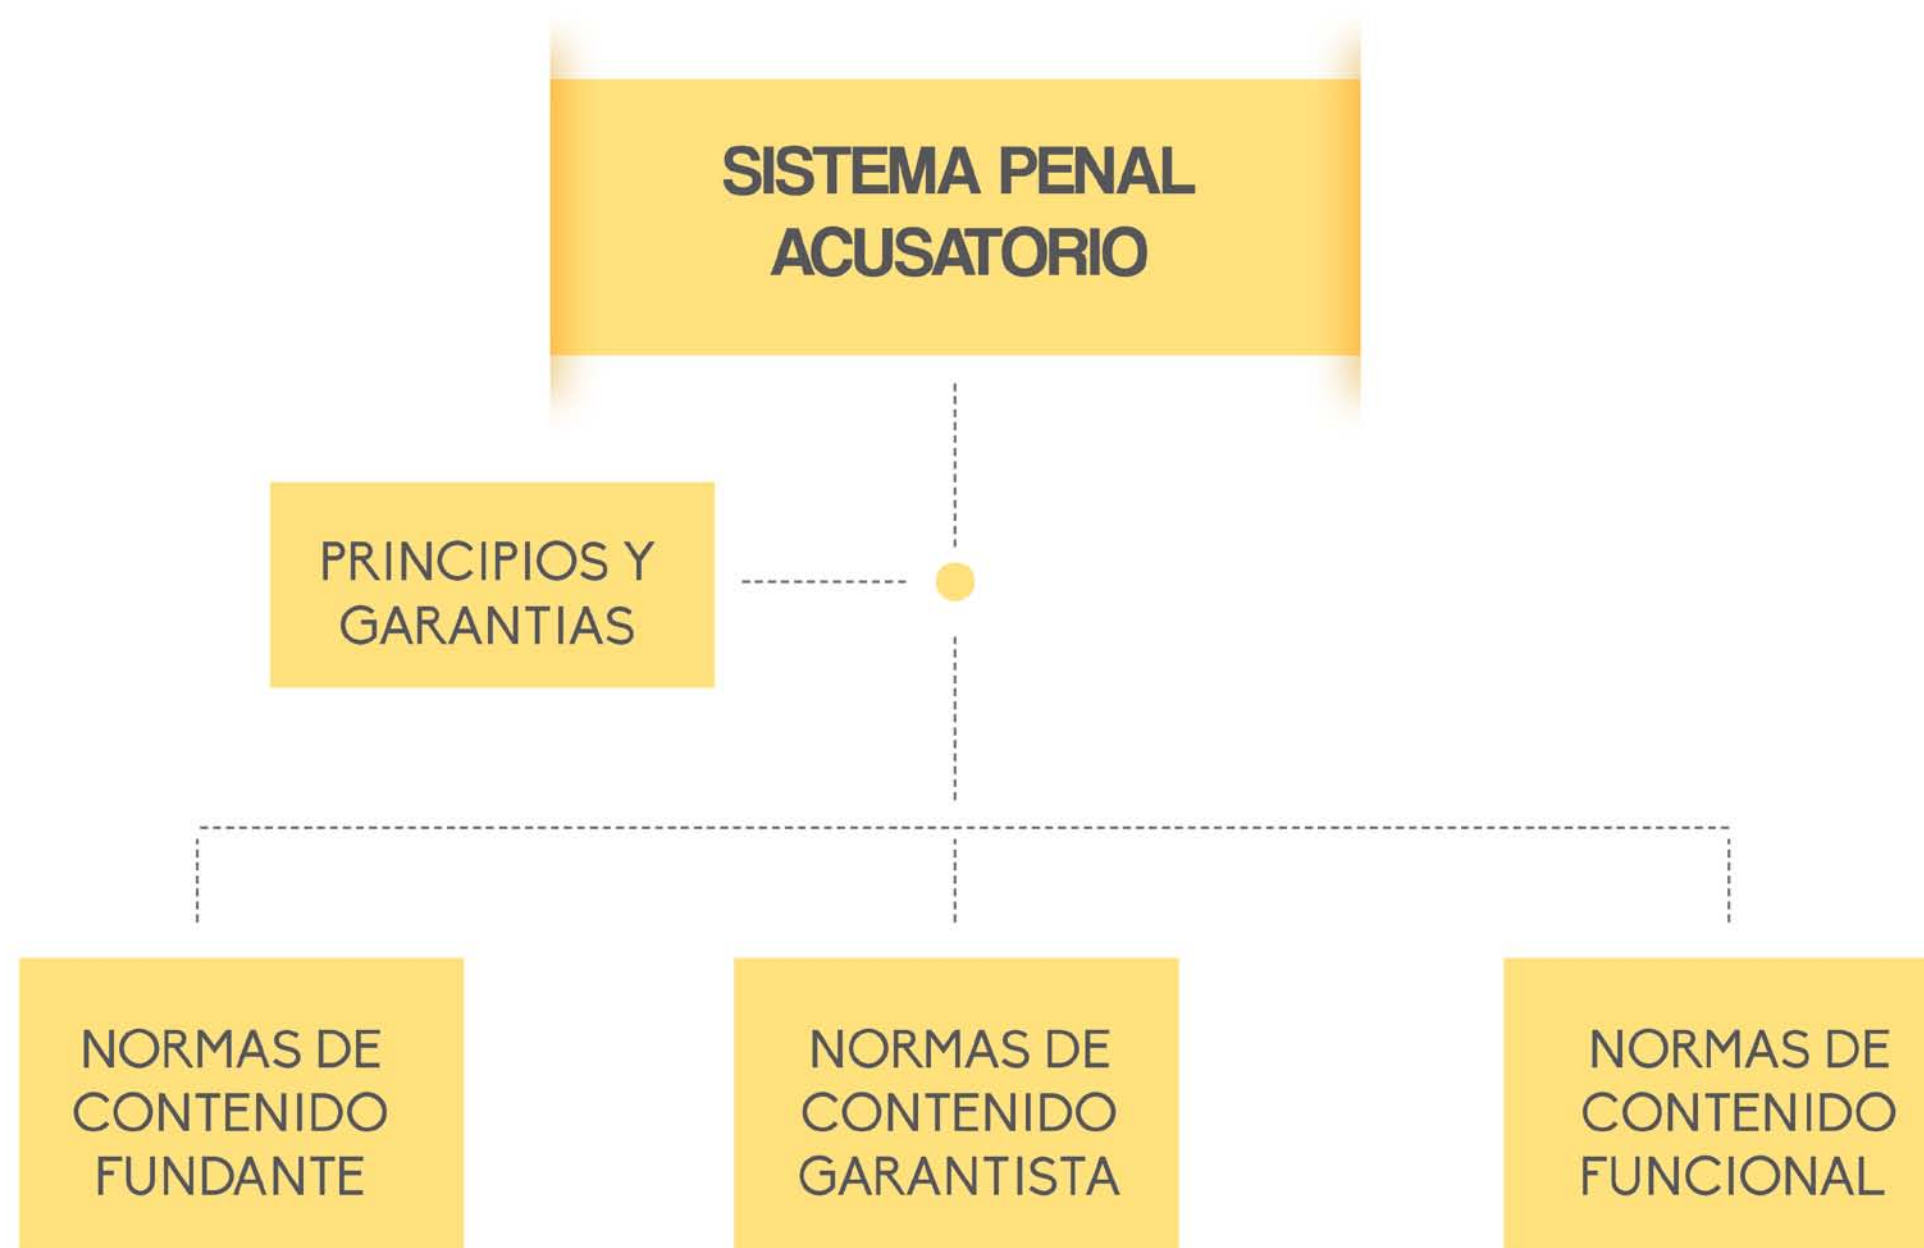 SISTEMA PENAL
ACUSATORIO
PRINCIPIOS Y
GARANTIAS
NORMAS DE
CONTENIDO
FUNDANTE
NORMAS DE
CONTENIDO
GARANTISTA
NORMAS DE
CONTENIDO
FUNCIONAL